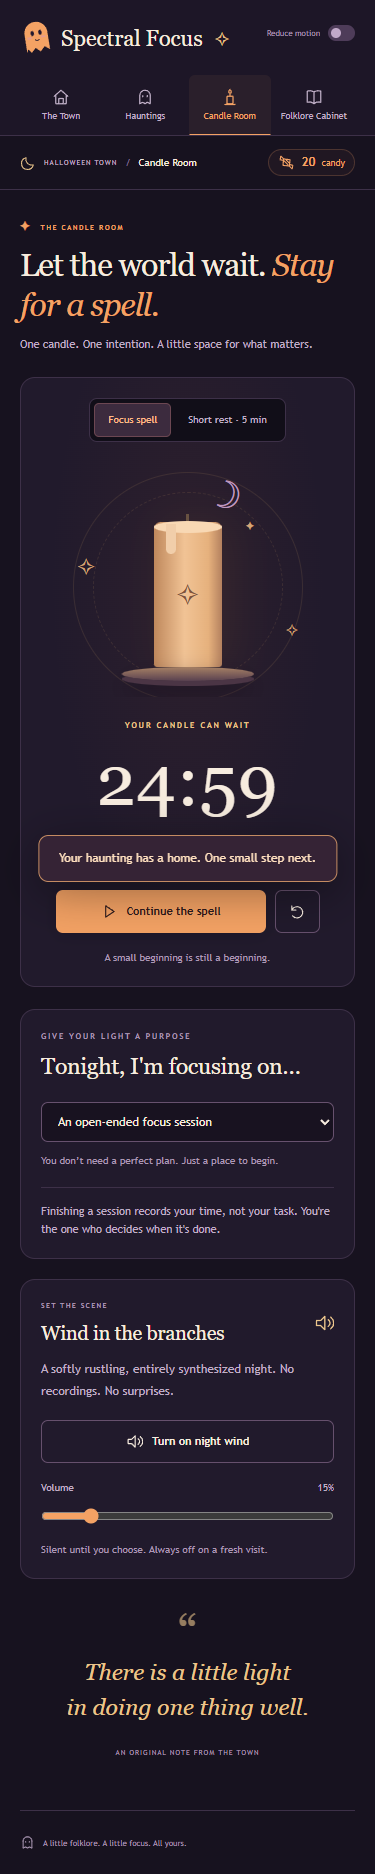 Spectral Focus
Reduce motion
The Town
Hauntings
Candle Room
Folklore Cabinet
HALLOWEEN TOWN / Candle Room
20 candy
THE CANDLE ROOM
Let the world wait. Stay
for a spell.
One candle. One intention. A little space for what matters.
Focus spell
Short rest · 5 min
YOUR CANDLE CAN WAIT
24:59
Your haunting has a home. One small step next.
Continue the spell
A small beginning is still a beginning.
GIVE YOUR LIGHT A PURPOSE
Tonight, I'm focusing on...
An open-ended focus session
You don't need a perfect plan. Just a place to begin.
Finishing a session records your time, not your task. You're
the one who decides when it's done.
SET THE SCENE
Wind in the branches
A softly rustling, entirely synthesized night. No
recordings. No surprises.
Turn on night wind
Volume
15%
Silent until you choose. Always off on a fresh visit.
“
There is a little light
in doing one thing well.
AN ORIGINAL NOTE FROM THE TOWN
A little folklore. A little focus. All yours.